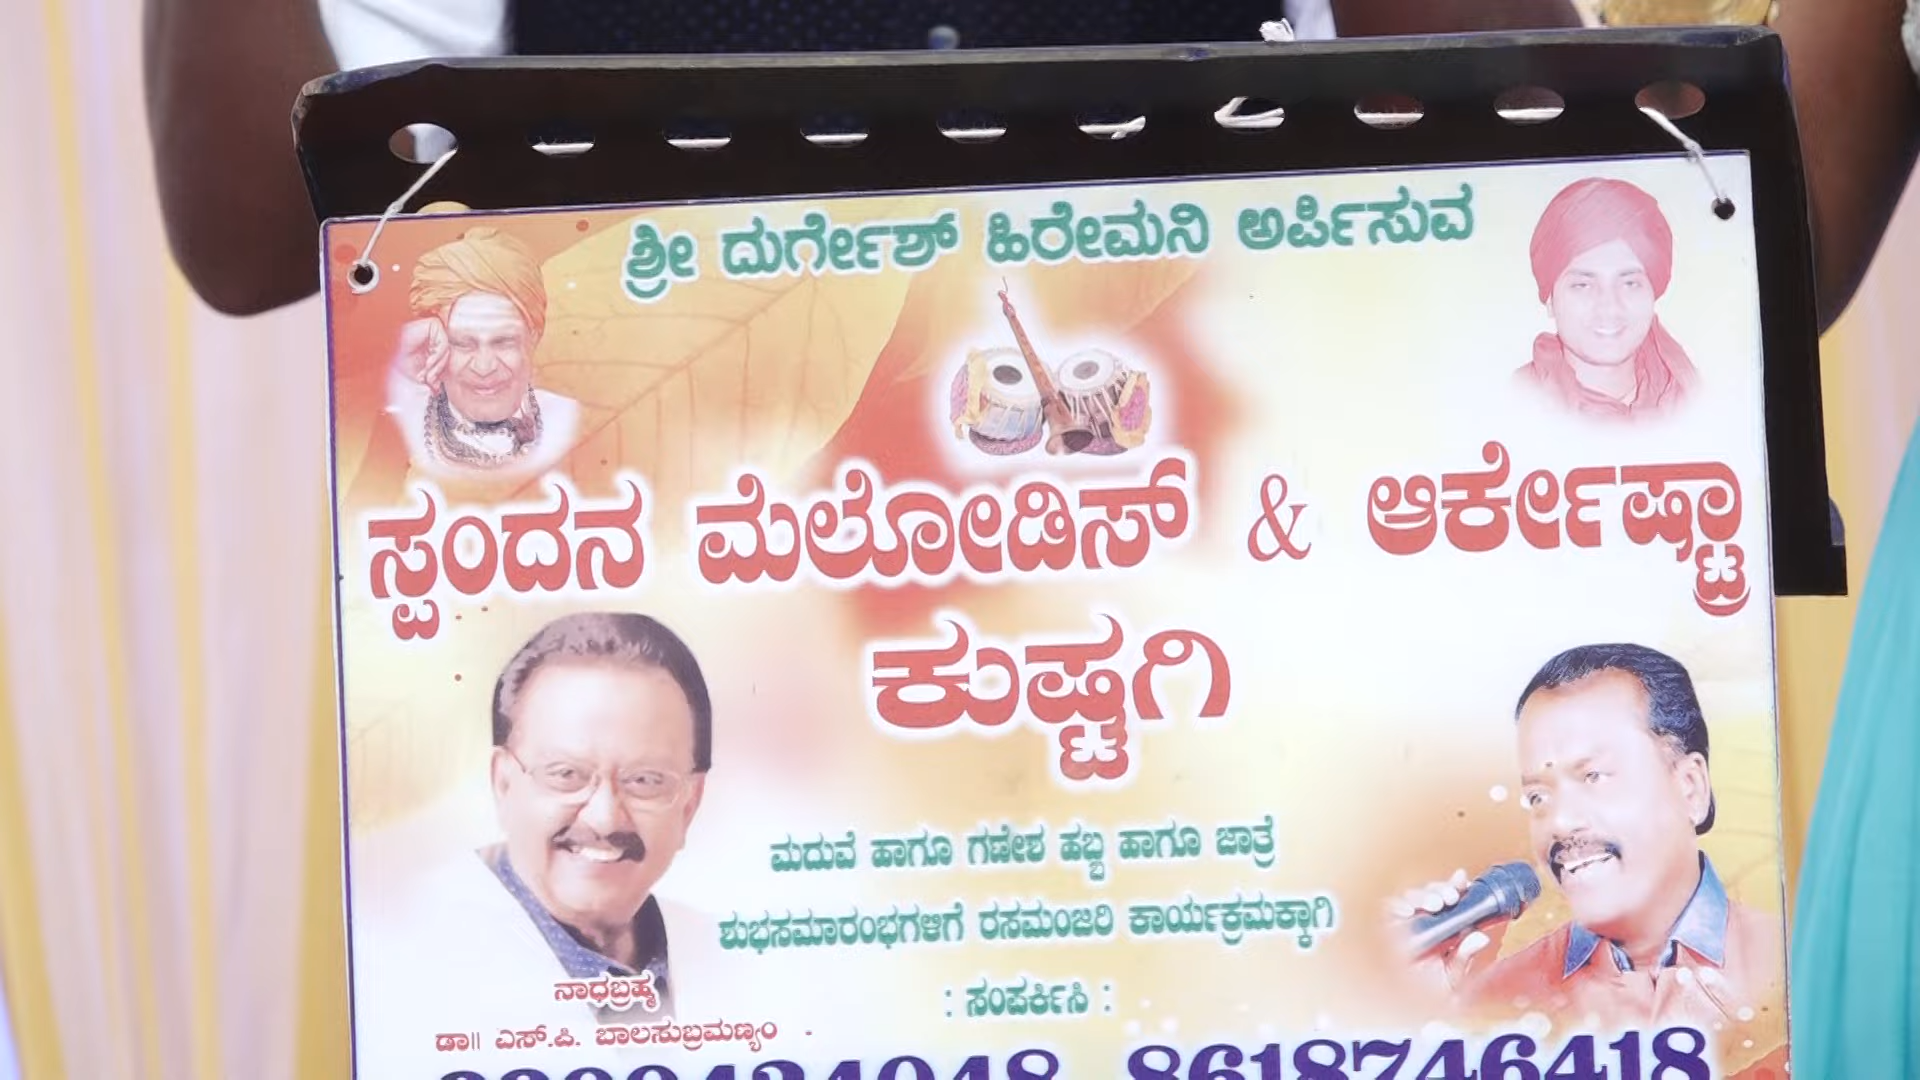 ಶ್ರೀ ದುರ್ಗೇಶ್ ಹಿರೇಮನಿ ಅರ್ಪಿಸುವ
ಸ್ಪಂದನ ಮೆಲೋಡಿಸ್ & ಆರ್ಕೇಷ್ಟ್ರಾ
ಕುಷ್ಟಗಿ
ಮದುವೆ ಹಾಗೂ ಗಣೇಶ ಹಬ್ಬ ಹಾಗೂ ಜಾತ್ರೆ
ಶುಭಸಮಾರಂಭಗಳಿಗೆ ರಸಮಂಜರಿ ಕಾರ್ಯಕ್ರಮಕ್ಕಾಗಿ
: ಸಂಪರ್ಕಿಸಿ :
ನಾಧಬ್ರಹ್ಮ
ಡಾ|| ಎಸ್.ಪಿ. ಬಾಲಸುಬ್ರಮಣ್ಯಂ
8618746418